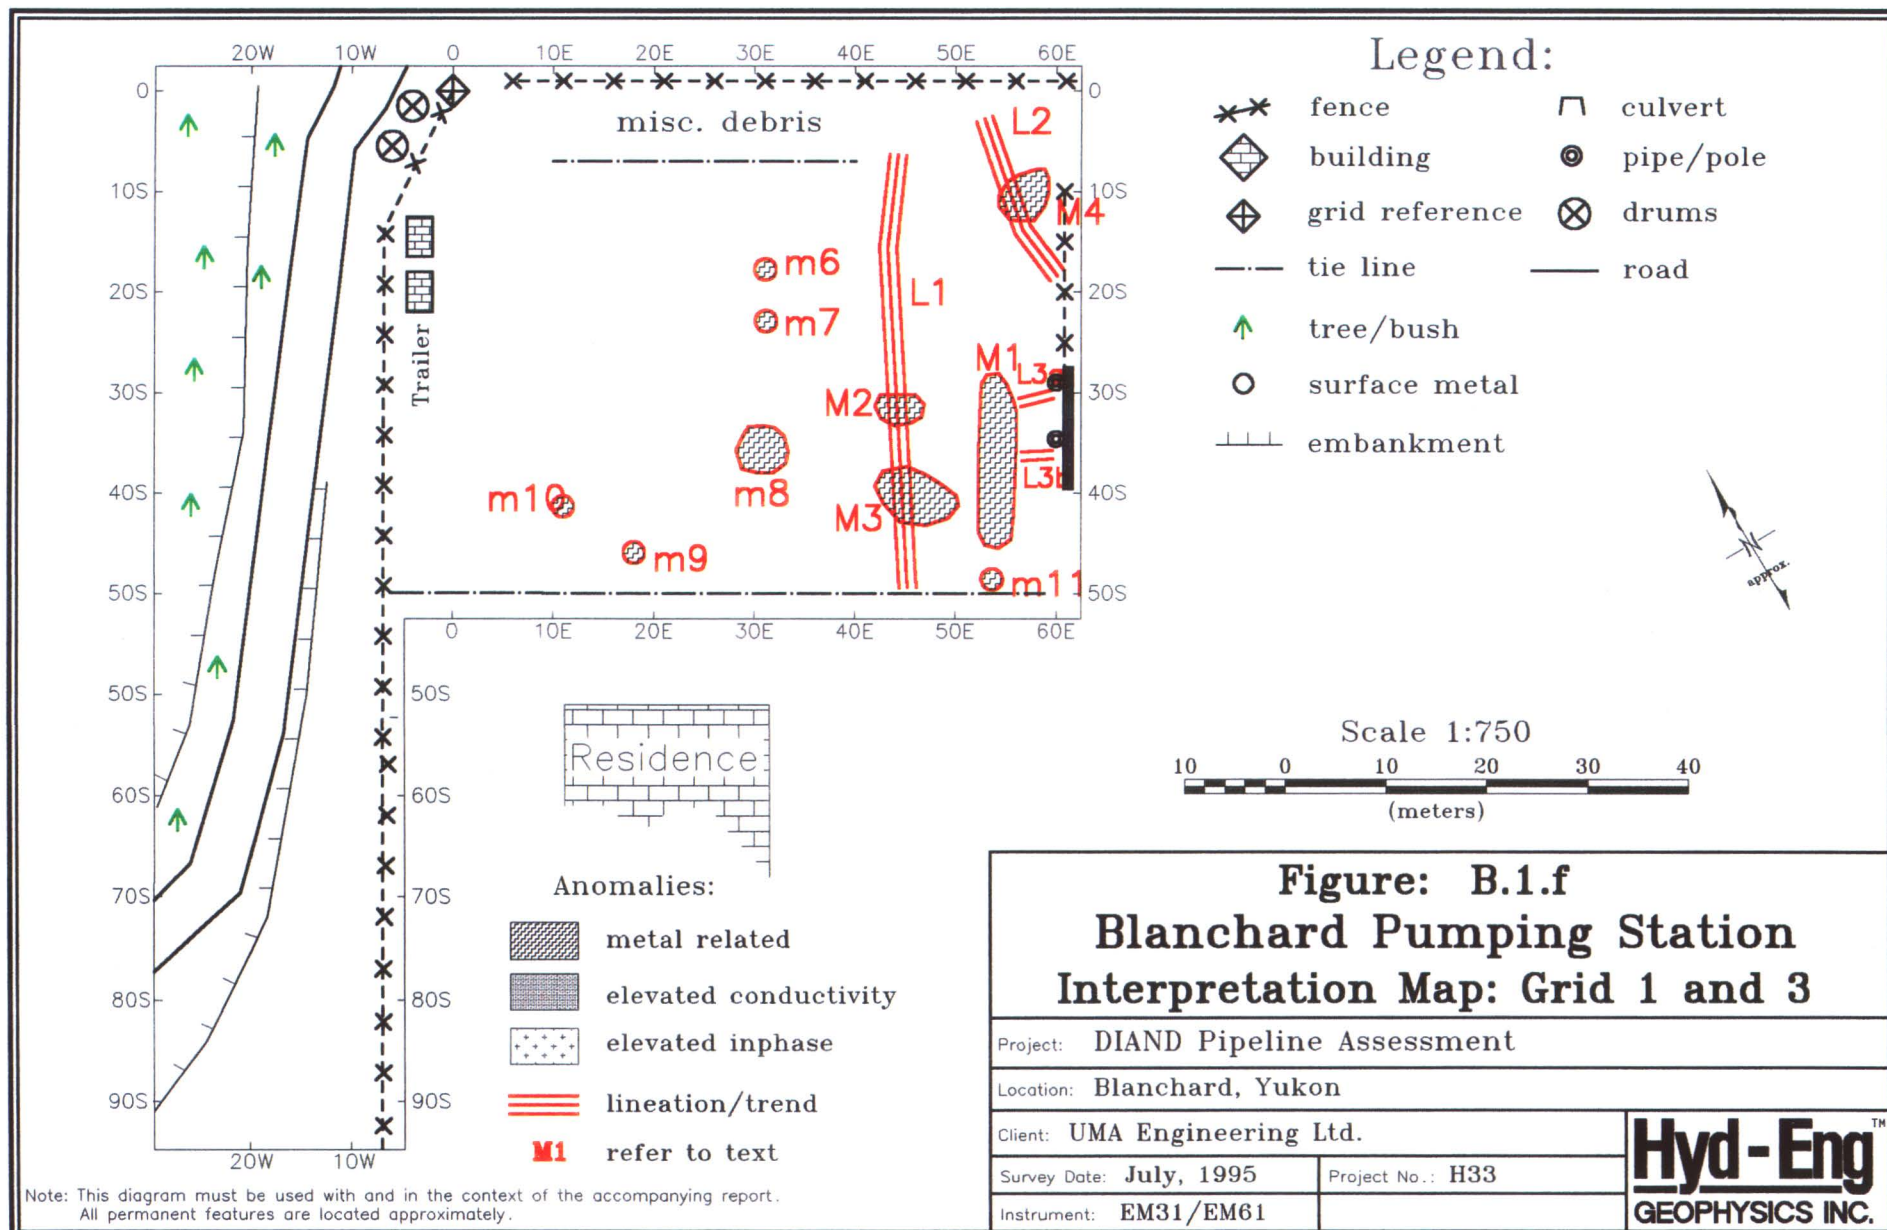 20W 10W 0 10E 20E 30E 40E 50E 60E
0
10S
20S
30S
40S
50S
60S
70S
80S
90S
20W 10W
0
10S
20S
30S
40S
50S
0 10E 20E 30E 40E 50E 60E
50S
60S
70S
80S
90S
misc. debris
L2
M4
m6
L1
m7
M1
L3
M2
m8
M3
L3b
m10
m9
m11
Trailer
Residence
Legend:
fence
culvert
building
pipe/pole
grid reference
drums
tie line
road
tree/bush
surface metal
embankment
N
approx.
Scale 1:750
10 0 10 20 30 40
(meters)
Anomalies:
metal related
elevated conductivity
elevated inphase
lineation/trend
M1 refer to text
Note: This diagram must be used with and in the context of the accompanying report.
All permanent features are located approximately.
Figure: B.1.f
Blanchard Pumping Station
Interpretation Map: Grid 1 and 3
Project: DIAND Pipeline Assessment
Location: Blanchard, Yukon
Client: UMA Engineering Ltd.
Survey Date: July, 1995
Project No.: H33
Instrument: EM31/EM61
Hyd-Eng™
GEOPHYSICS INC.